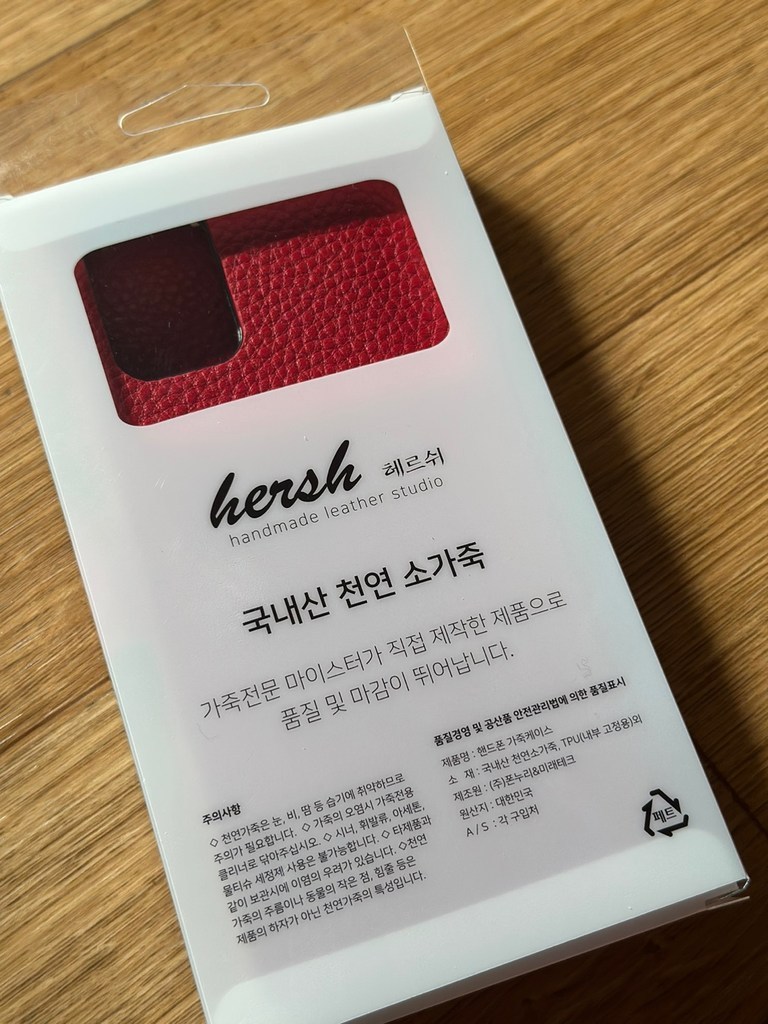 hersh 헤르쉬
handmade leather studio
국내산 천연 소가죽
가죽전문 마이스터가 직접 제작한 제품으로
품질 및 마감이 뛰어납니다.
품질경영 및 공산품 안전관리법에 의한 품질표시
제품명 : 핸드폰 가죽케이스
소 재 : 국내산 천연소가죽, TPU(내부 고정용)외
제조원 : (주)폰누리&미래테크
원산지 : 대한민국
A / S : 각 구입처
페트
주의사항
◇ 천연가죽은 눈, 비, 땀 등 습기에 취약하므로
주의가 필요합니다. ◇ 가죽의 오염시 가죽전용
클리너로 닦아주십시오. ◇ 시너, 휘발류, 아세톤,
물티슈 세정제 사용은 불가능합니다. ◇ 타제품과
같이 보관시에 이염의 우려가 있습니다. ◇천연
가죽의 주름이나 동물의 작은 점, 힘줄 등은
제품의 하자가 아닌 천연가죽의 특성입니다.